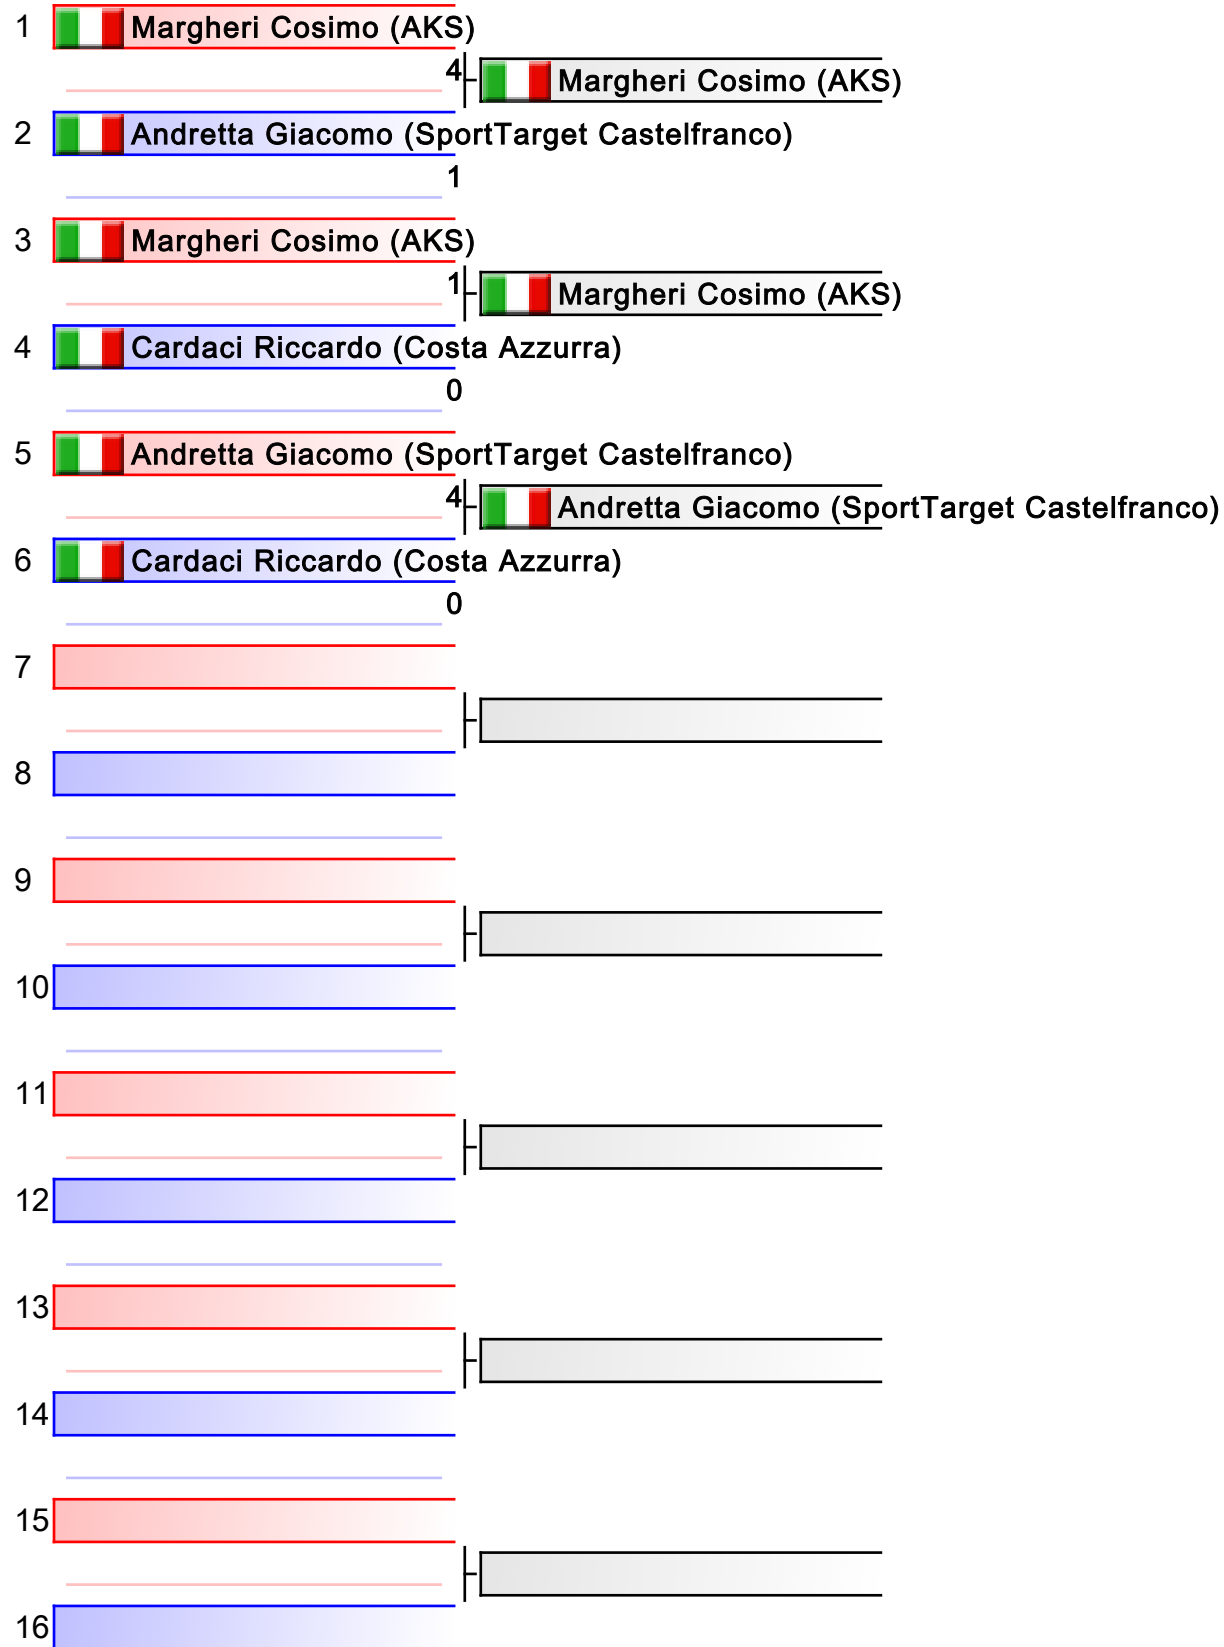 1 Margheri Cosimo (AKS)
4 Margheri Cosimo (AKS)
2 Andretta Giacomo (SportTarget Castelfranco)
1
3 Margheri Cosimo (AKS)
1 Margheri Cosimo (AKS)
4 Cardaci Riccardo (Costa Azzurra)
0
5 Andretta Giacomo (SportTarget Castelfranco)
4 Andretta Giacomo (SportTarget Castelfranco)
6 Cardaci Riccardo (Costa Azzurra)
0
7
8
9
10
11
12
13
14
15
16